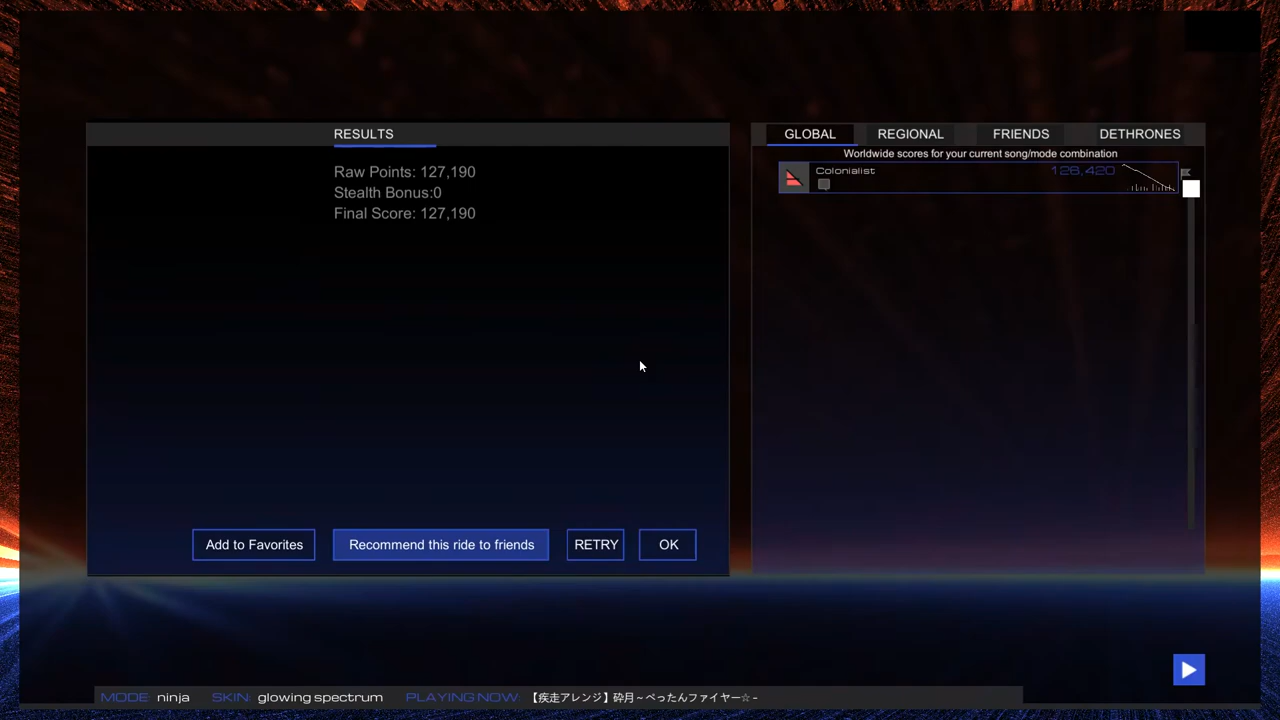 RESULTS
Raw Points: 127,190
Stealth Bonus:0
Final Score: 127,190
Add to Favorites
Recommend this ride to friends
RETRY
OK
GLOBAL
REGIONAL
FRIENDS
DETHRONES
Worldwide scores for your current song/mode combination
Colonialist
126,420
MODE: ninja
SKIN: glowing spectrum
PLAYING NOW: 【疾走アレンジ】砕月～ぺったんファイヤー☆ -